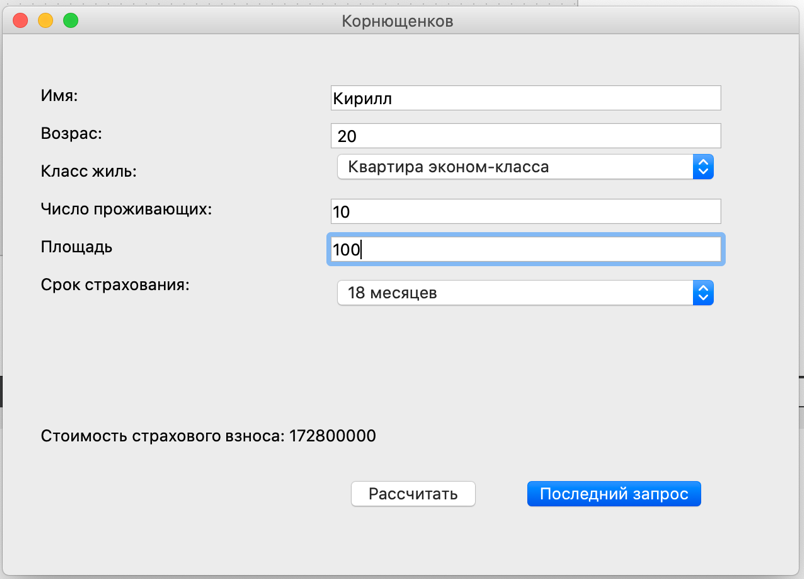 Корнющенков
Имя: Кирилл
Возрас: 20
Класс жиль: Квартира эконом-класса
Число проживающих: 10
Площадь 100
Срок страхования: 18 месяцев
Стоимость страхового взноса: 172800000
Рассчитать Последний запрос